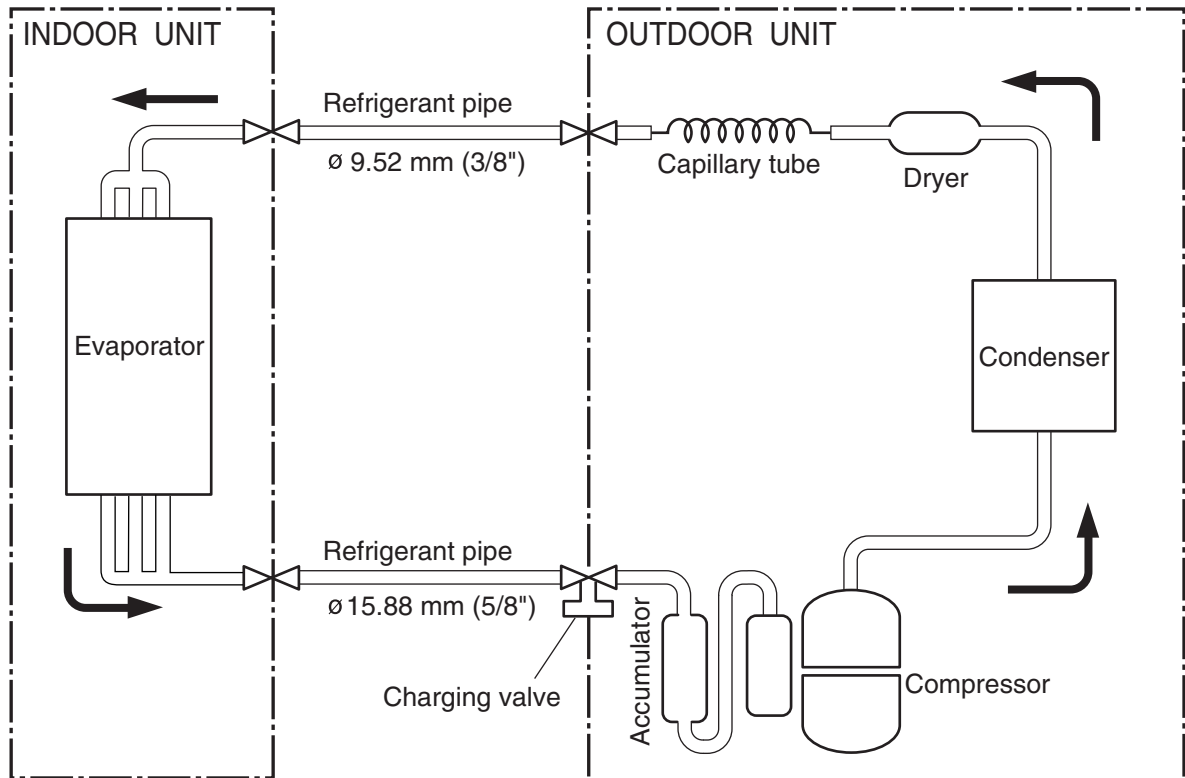 INDOOR UNIT
OUTDOOR UNIT
Refrigerant pipe
ø 9.52 mm (3/8")
Capillary tube
Dryer
Evaporator
Condenser
Refrigerant pipe
ø 15.88 mm (5/8")
Charging valve
Accumulator
Compressor